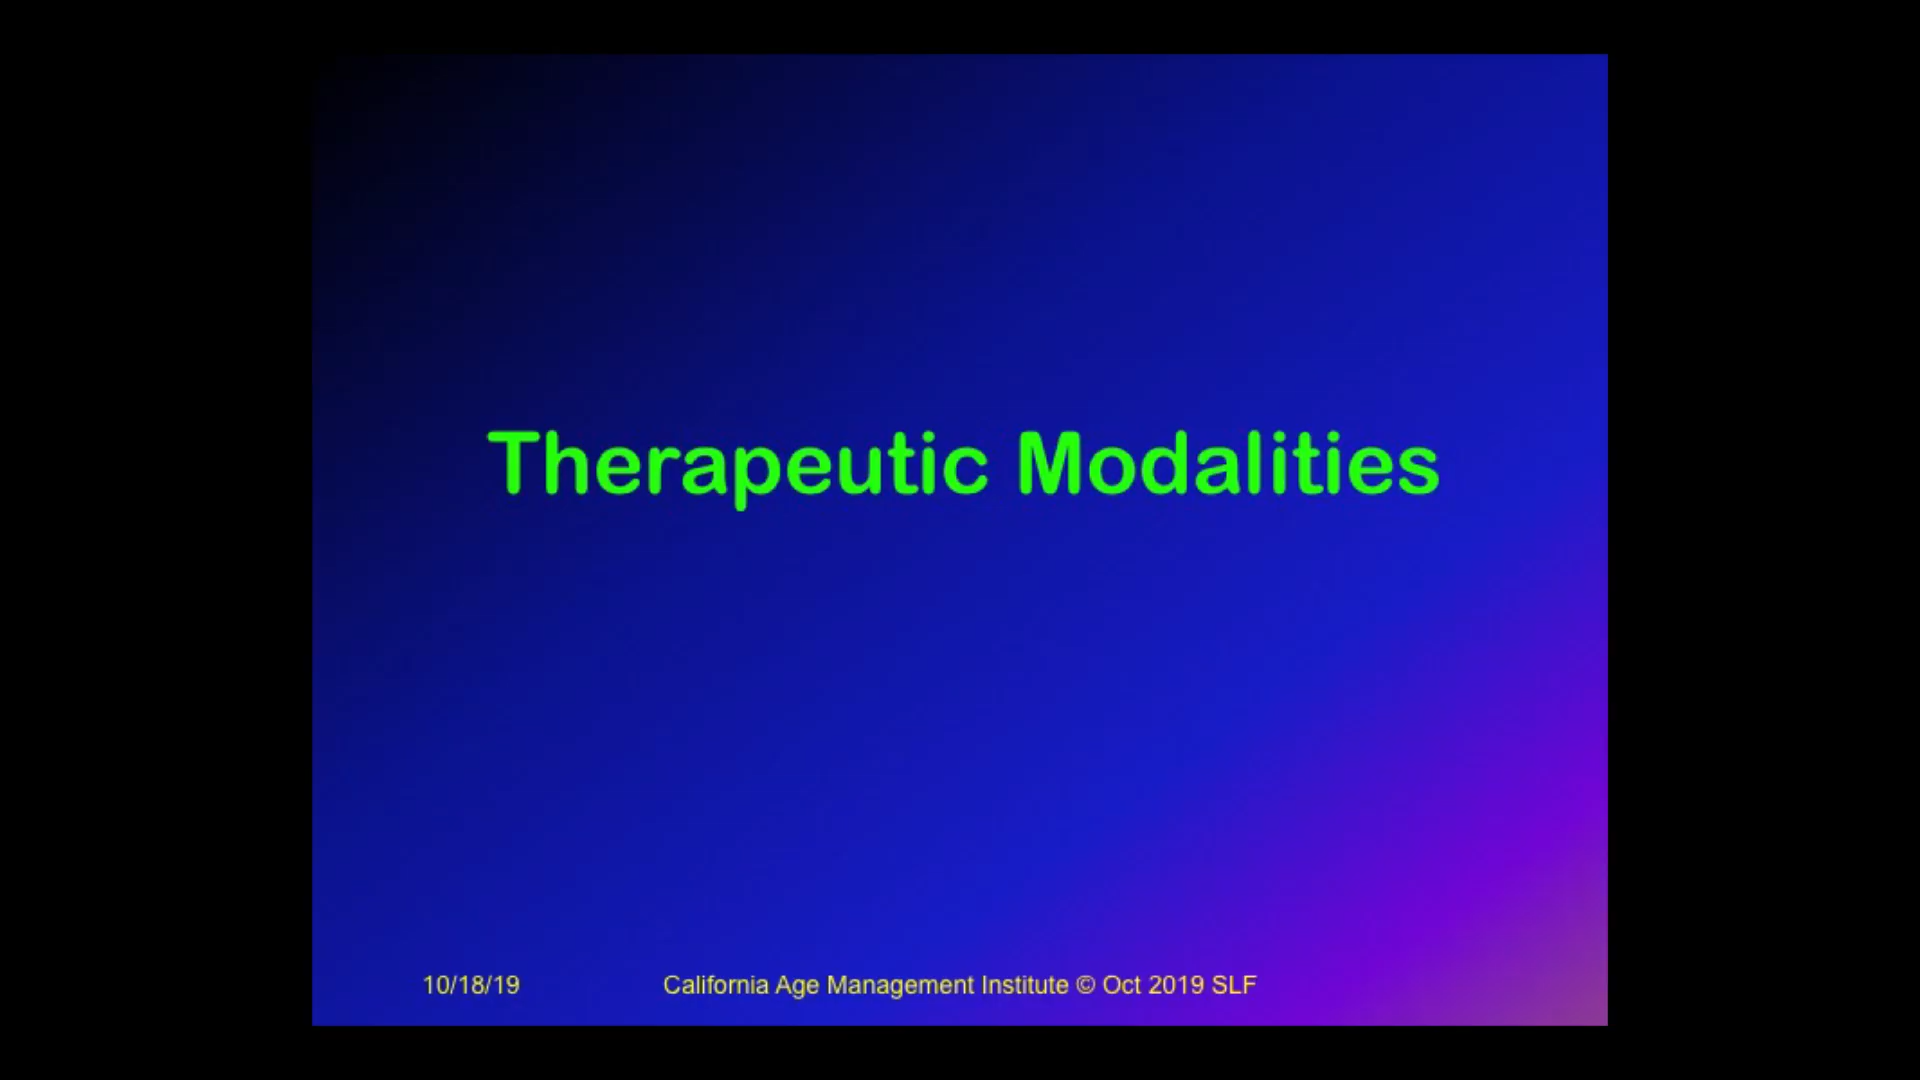 Therapeutic Modalities
10/18/19 California Age Management Institute © Oct 2019 SLF